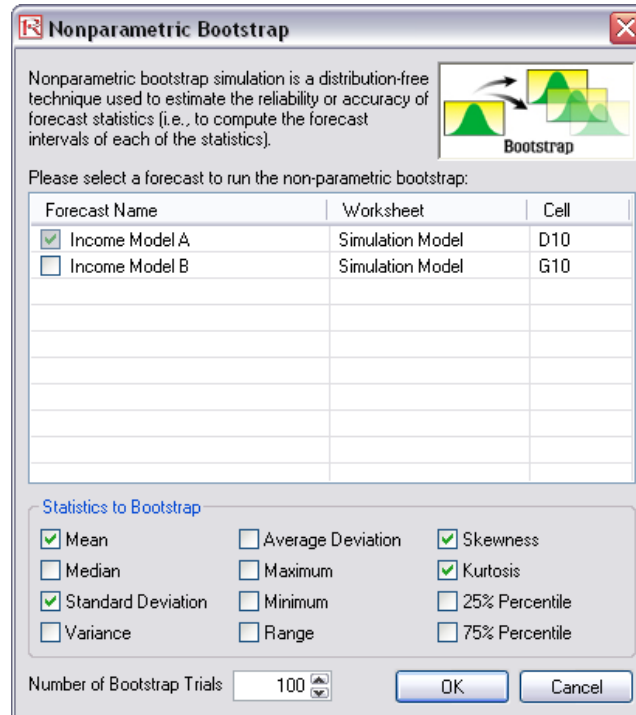 Nonparametric Bootstrap
Nonparametric bootstrap simulation is a distribution-free
technique used to estimate the reliability or accuracy of
forecast statistics (i.e., to compute the forecast
intervals of each of the statistics).
Bootstrap
Please select a forecast to run the non-parametric bootstrap:
Forecast Name Worksheet Cell
Income Model A Simulation Model D10
Income Model B Simulation Model G10
Statistics to Bootstrap
Mean Average Deviation Skewness
Median Maximum Kurtosis
Standard Deviation Minimum 25% Percentile
Variance Range 75% Percentile
Number of Bootstrap Trials 100 OK Cancel